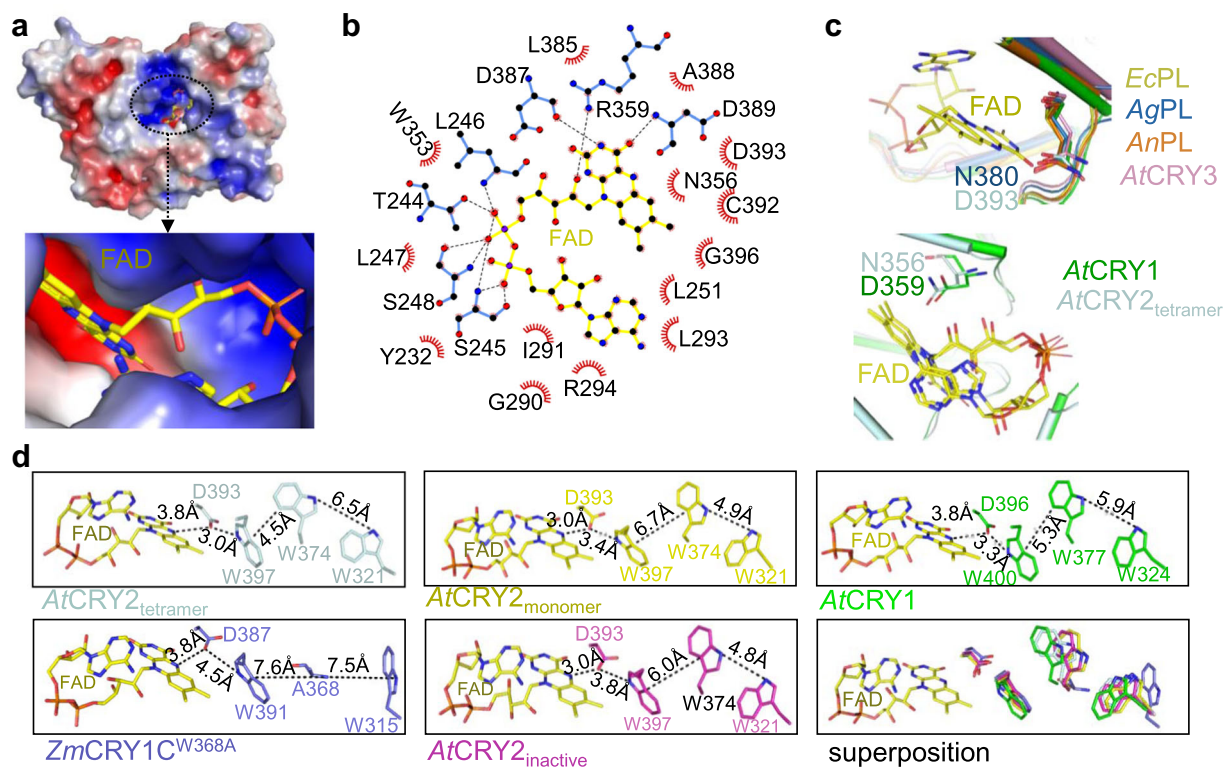 a
FAD
b
L385
D387
A388
R359
D389
W353
L246
D393
N356
T244
C392
FAD
L247
G396
S248
L251
L293
Y232
S245
I291
R294
G290
c
FAD
EcPL
AgPL
AnPL
AtCRY3
N380
D393
N356
D359
AtCRY1
AtCRY2tetramer
FAD
d
D393
6.5Å
3.8Å
4.5Å
FAD
3.0Å
W374
W397
W321
AtCRY2tetramer
D393
4.9Å
3.0Å
6.7Å
3.4Å
FAD
W374
W397
W321
AtCRY2monomer
D396
5.9Å
3.8Å
5.3Å
FAD
3.3Å
W377
W400
W324
AtCRY1
D387
3.8Å
4.5Å
7.6Å
7.5Å
A368
FAD
W391
W315
ZmCRY1CW368A
D393
4.8Å
3.0Å
6.0Å
3.8Å
FAD
W374
W397
W321
AtCRY2inactive
FAD
superposition